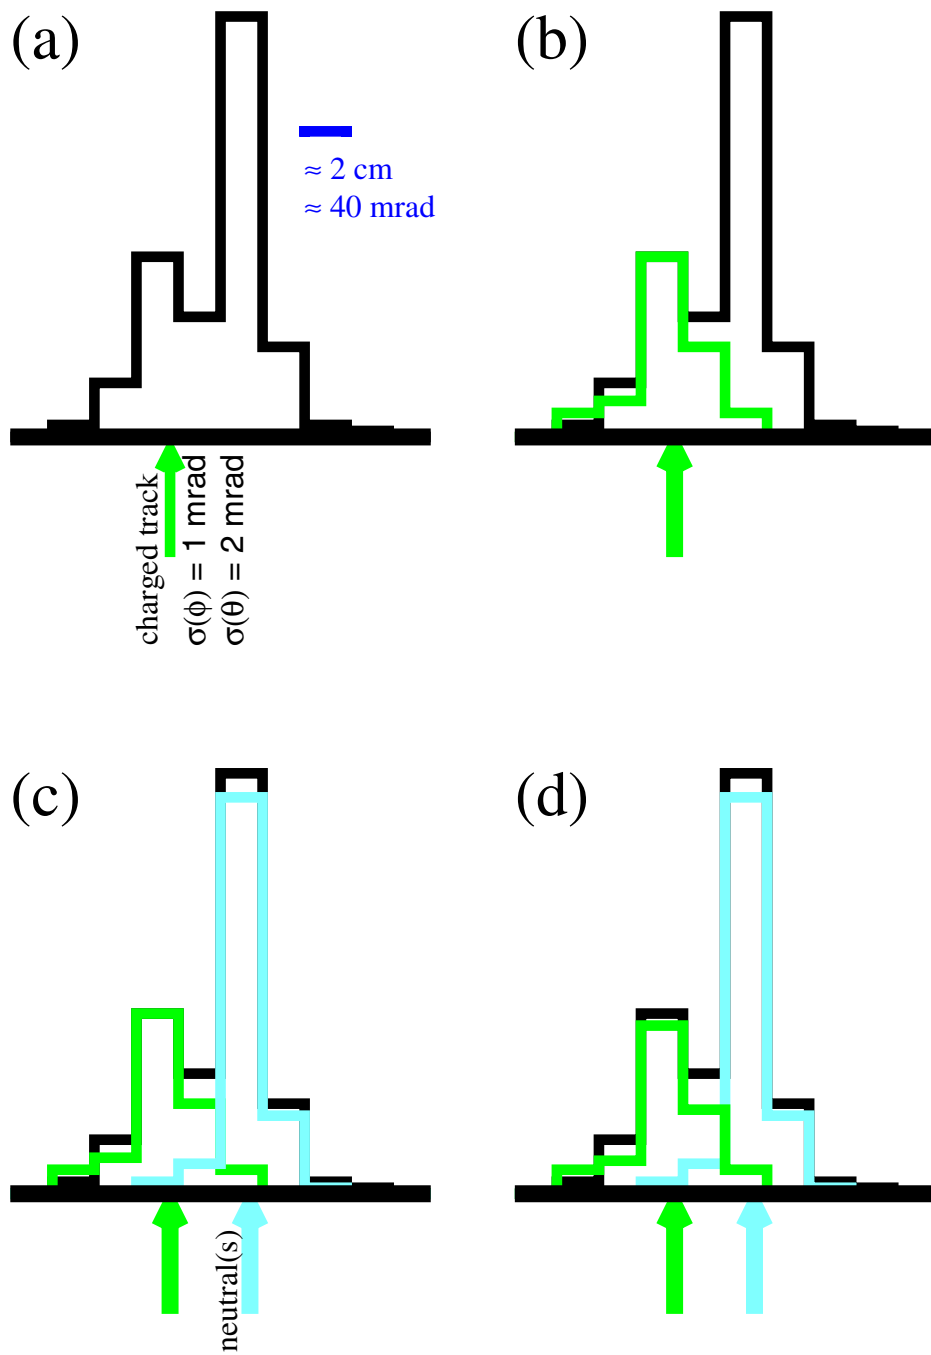 (a)
(b)
≈ 2 cm
≈ 40 mrad
charged track
σ(ϕ) = 1 mrad
σ(θ) = 2 mrad
(c)
(d)
neutral(s)